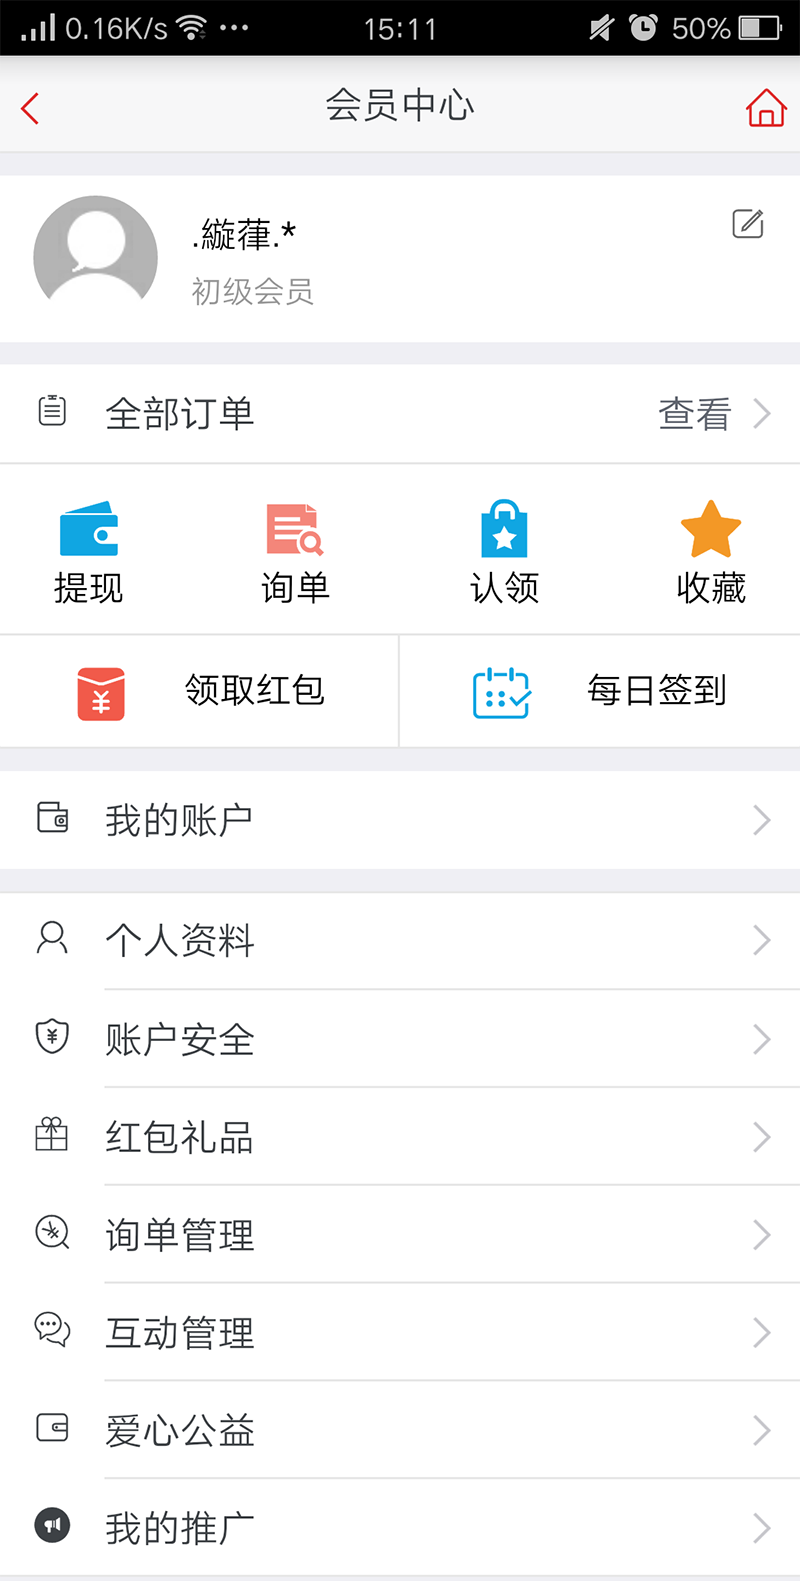 0.16K/s 15:11 50%
会员中心
.縼葎.*
初级会员
全部订单 查看
提现 询单 认领 收藏
领取红包 每日签到
我的账户
个人资料
账户安全
红包礼品
询单管理
互动管理
爱心公益
我的推广